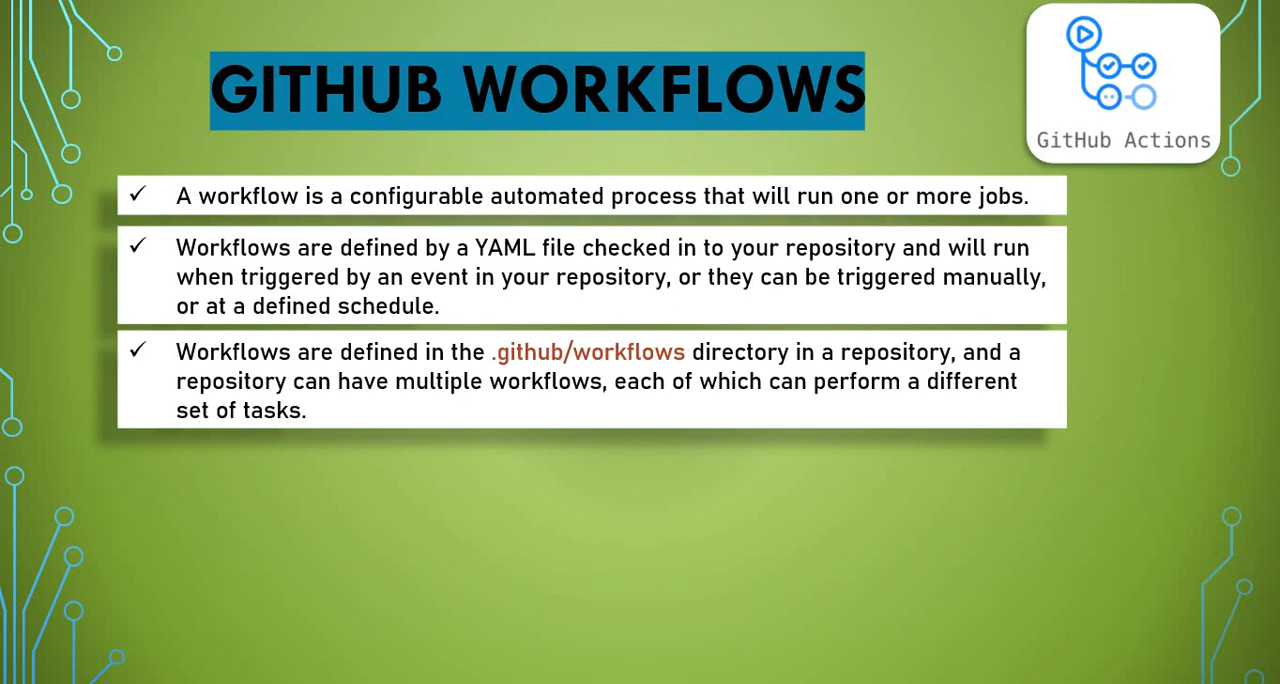 GITHUB WORKFLOWS
GitHub Actions
✓ A workflow is a configurable automated process that will run one or more jobs.
✓ Workflows are defined by a YAML file checked in to your repository and will run
when triggered by an event in your repository, or they can be triggered manually,
or at a defined schedule.
✓ Workflows are defined in the .github/workflows directory in a repository, and a
repository can have multiple workflows, each of which can perform a different
set of tasks.